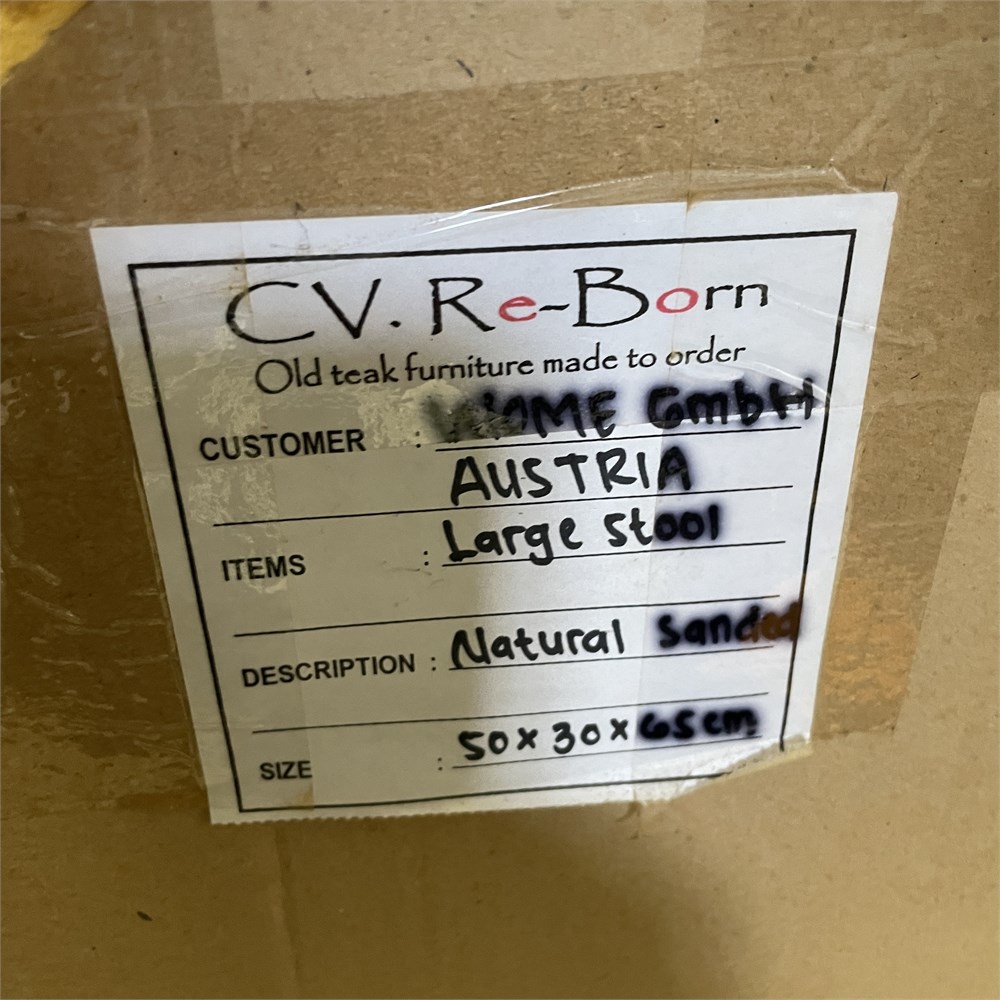 CV. Re-Born
Old teak furniture made to order
CUSTOMER : GmbH
AUSTRIA
ITEMS : Large stool
DESCRIPTION : Natural sanded
SIZE : 50 x 30 x 65 cm